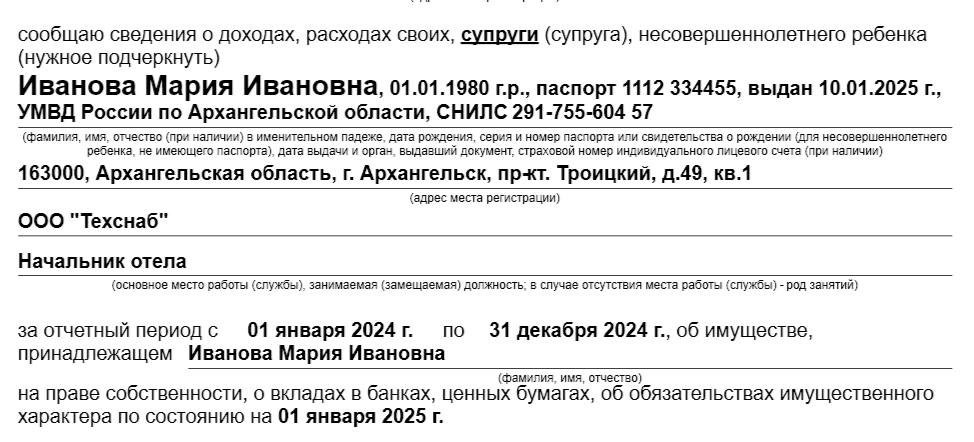 сообщаю сведения о доходах, расходах своих, супруги (супруга), несовершеннолетнего ребенка
(нужное подчеркнуть)
Иванова Мария Ивановна, 01.01.1980 г.р., паспорт 1112 334455, выдан 10.01.2025 г.,
УМВД России по Архангельской области, СНИЛС 291-755-604 57
(фамилия, имя, отчество (при наличии) в именительном падеже, дата рождения, серия и номер паспорта или свидетельства о рождении (для несовершеннолетнего
ребенка, не имеющего паспорта), дата выдачи и орган, выдавший документ, страховой номер индивидуального лицевого счета (при наличии)
163000, Архангельская область, г. Архангельск, пр-кт. Троицкий, д.49, кв.1
(адрес места регистрации)
ООО "Техснаб"
Начальник отела
(основное место работы (службы), занимаемая (замещаемая) должность; в случае отсутствия места работы (службы) - род занятий)
за отчетный период с 01 января 2024 г. по 31 декабря 2024 г., об имуществе,
принадлежащем Иванова Мария Ивановна
(фамилия, имя, отчество)
на праве собственности, о вкладах в банках, ценных бумагах, об обязательствах имущественного
характера по состоянию на 01 января 2025 г.